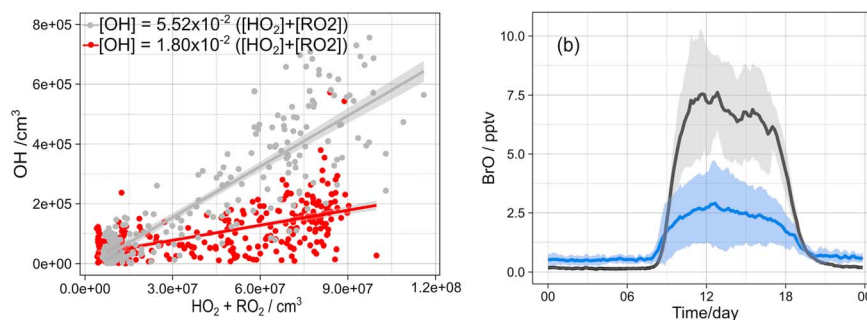 [OH] = 5.52x10⁻² ([HO₂]+[RO2])
[OH] = 1.80x10⁻² ([HO₂]+[RO2])
8e+05
6e+05
4e+05
2e+05
0e+00
OH /cm³
0.0e+00 3.0e+07 6.0e+07 9.0e+07 1.2e+08
HO₂ + RO₂ / cm³
(b)
10.0
7.5
5.0
2.5
0.0
BrO / pptv
00 06 12 18 24
Time/day